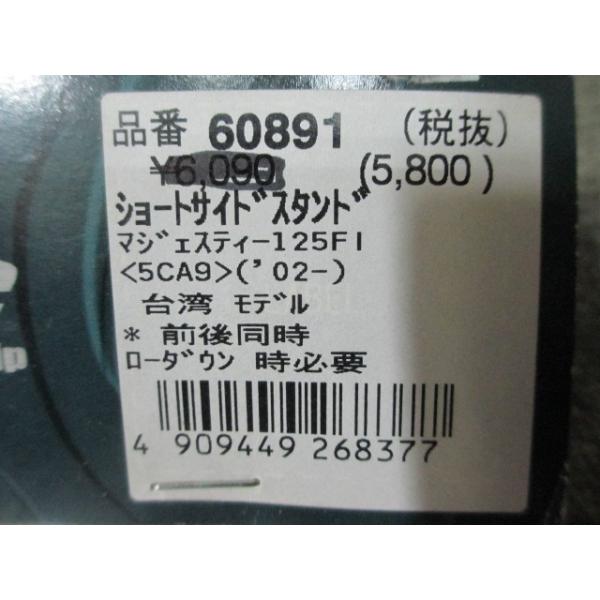 品番 60891 (税抜)
¥6,090 (5,800)
ショートサイドスタンド
マジェスティー125FI
<5CA9>('02-)
台湾 モデル
* 前後同時
ローダウン 時必要
4 909449 268377